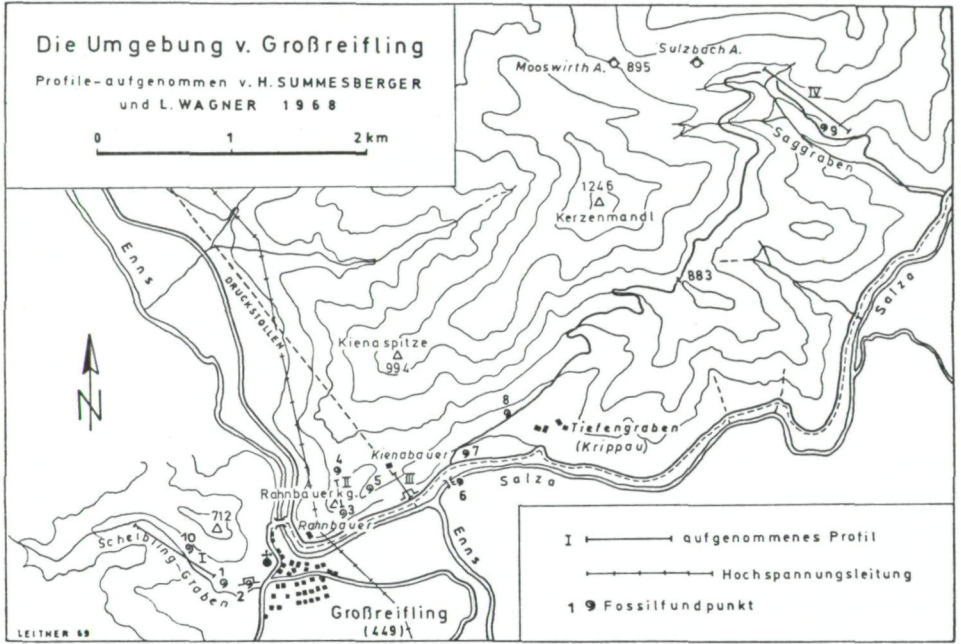 Die Umgebung v. Großreifling
Profile-aufgenommen v. H. SUMMESBERGER
und L. WAGNER 1968
0 1 2 km
Sulzbach A.
Mooswirth A.
895
IV
9
Saggraben
1246
Kerzenmandl
Enns
883
Salza
DRUCKSTOLLEN
Kienaspitze
994
N
8
Tiefengraben
(Krippau)
Kienabauer
7
4
II
5
III
Salza
6
Rahnbauerkg.
3
Rahnbauer
712
Enns
10
I
Scheibling-Graben
1
2
Großreifling
(449)
I aufgenommenes Profil
Hochspannungsleitung
1 Fossilfundpunkt
LEITNER 69